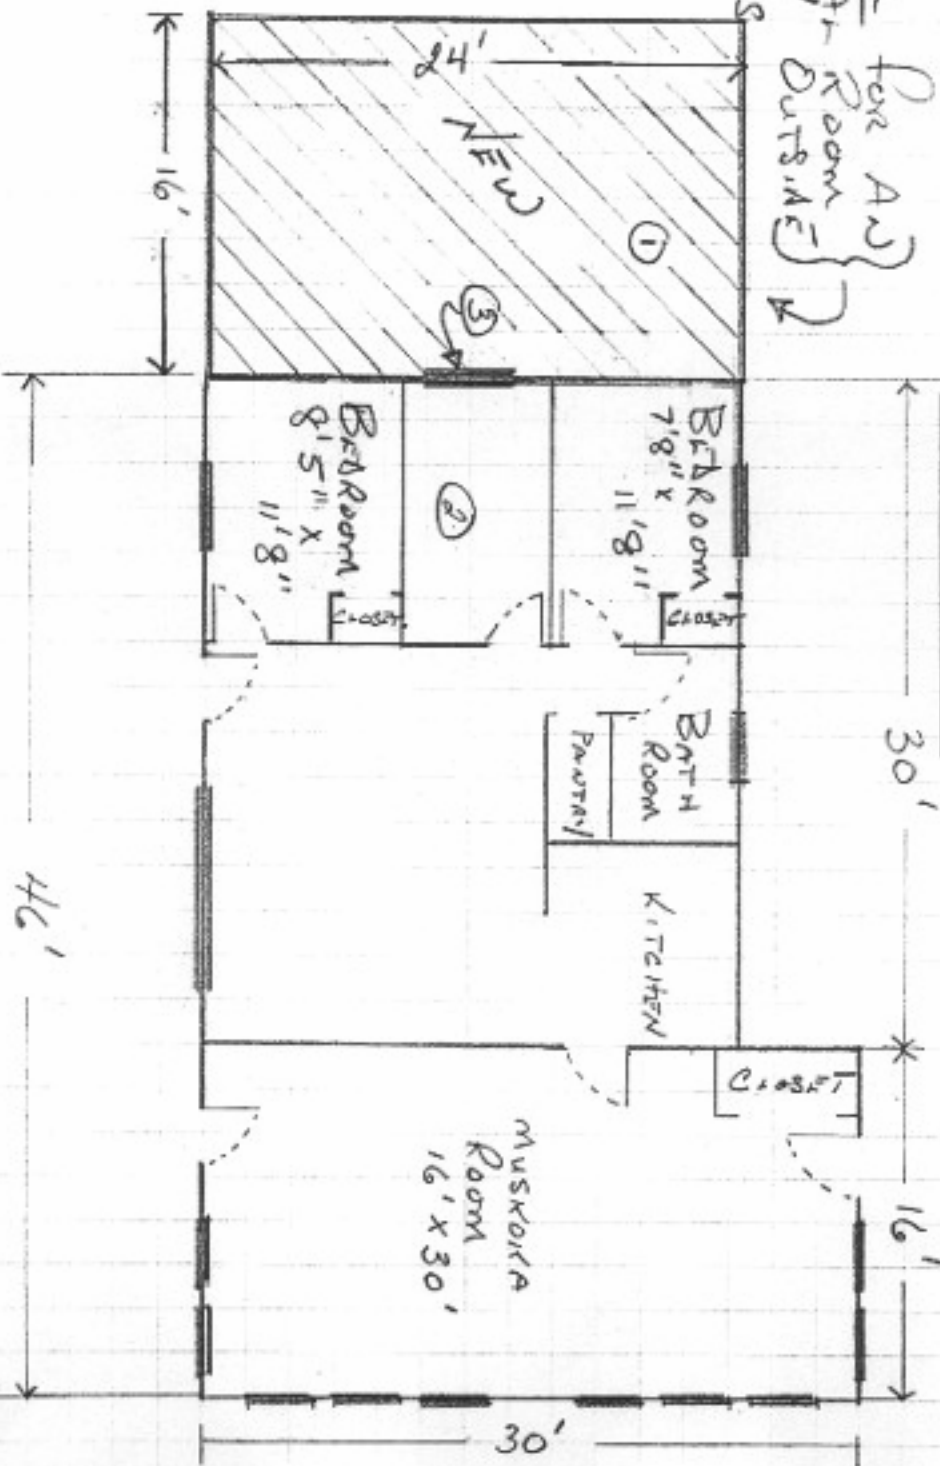 for AN
Room
OUTSIDE
24'
16'
NEW
1
3
BEDROOM
7'8" x
11'8"
2
BEDROOM
8'5" x
11'8"
CLOSET
CLOSET
30'
46'
BATH
ROOM
PANTRY
KITCHEN
CLOSET
16'
MUSKOKA
ROOM
16' x 30'
30'